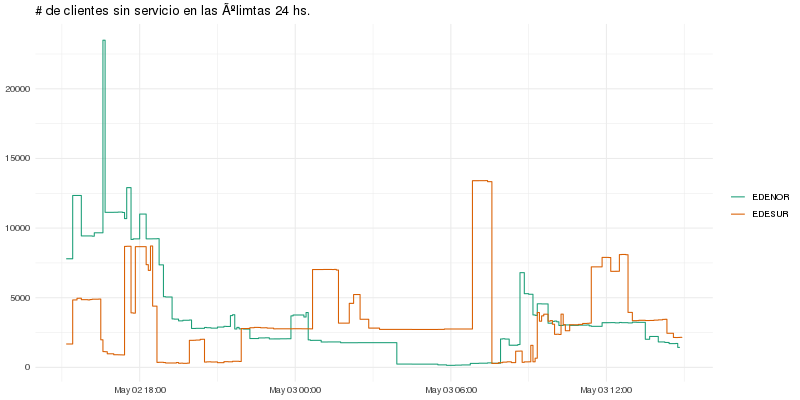 # de clientes sin servicio en las Ãºlimtas 24 hs.
20000
15000
10000
5000
0
May 02 18:00
May 03 00:00
May 03 06:00
May 03 12:00
EDENOR
EDESUR